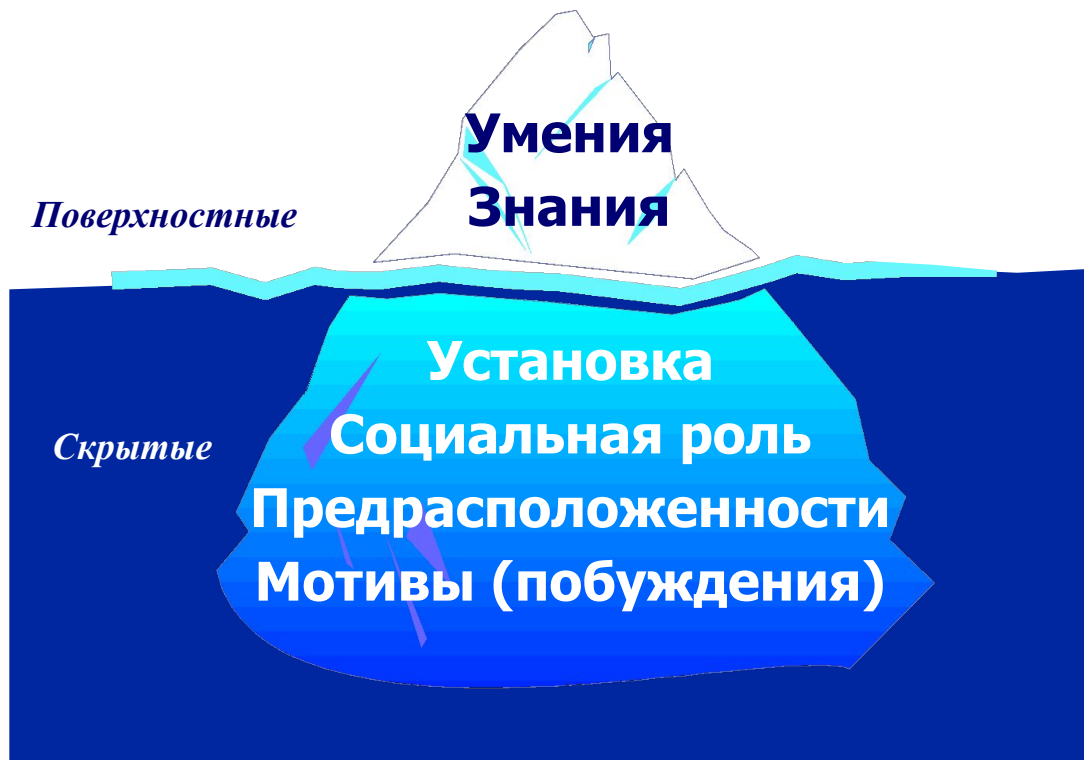 Умения
Знания
Поверхностные
Установка
Социальная роль
Скрытые
Предрасположенности
Мотивы (побуждения)